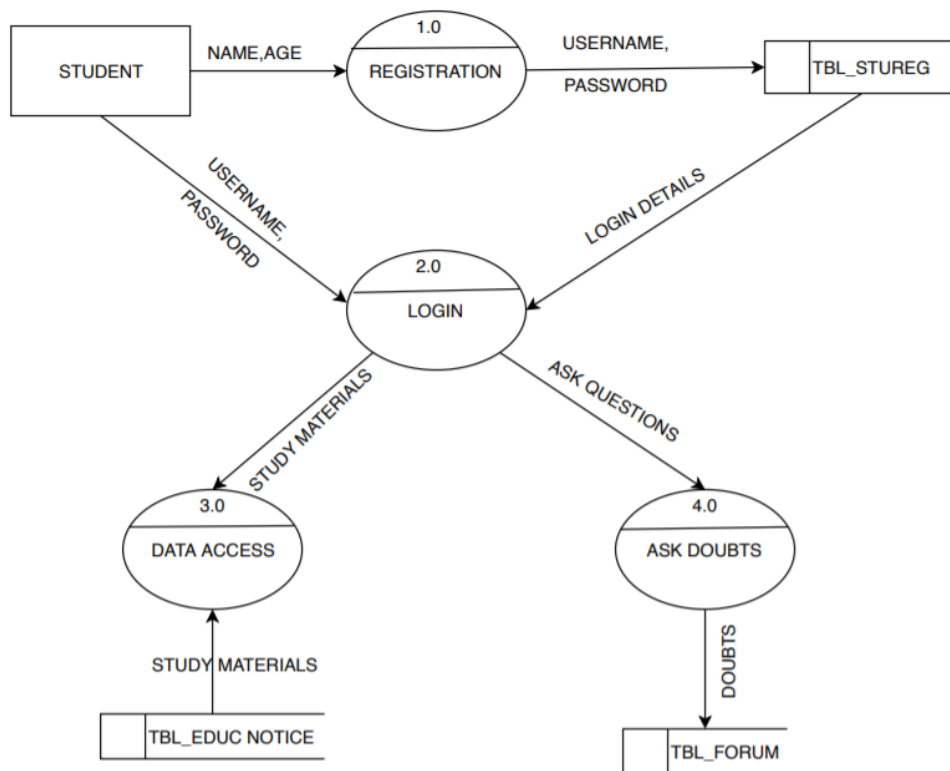 1.0
STUDENT
NAME,AGE
REGISTRATION
USERNAME,
PASSWORD
TBL_STUREG
USERNAME,
PASSWORD
LOGIN DETAILS
2.0
LOGIN
STUDY MATERIALS
ASK QUESTIONS
3.0
DATA ACCESS
4.0
ASK DOUBTS
STUDY MATERIALS
DOUBTS
TBL_EDUC NOTICE
TBL_FORUM